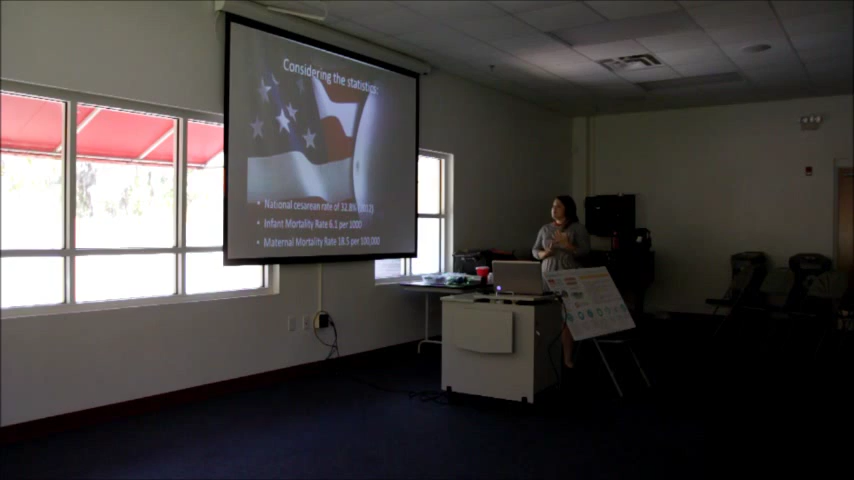 Considering the statistics:
• National cesarean rate of 32.8% (2012)
• Infant Mortality Rate 6.1 per 1000
• Maternal Mortality Rate 18.5 per 100,000